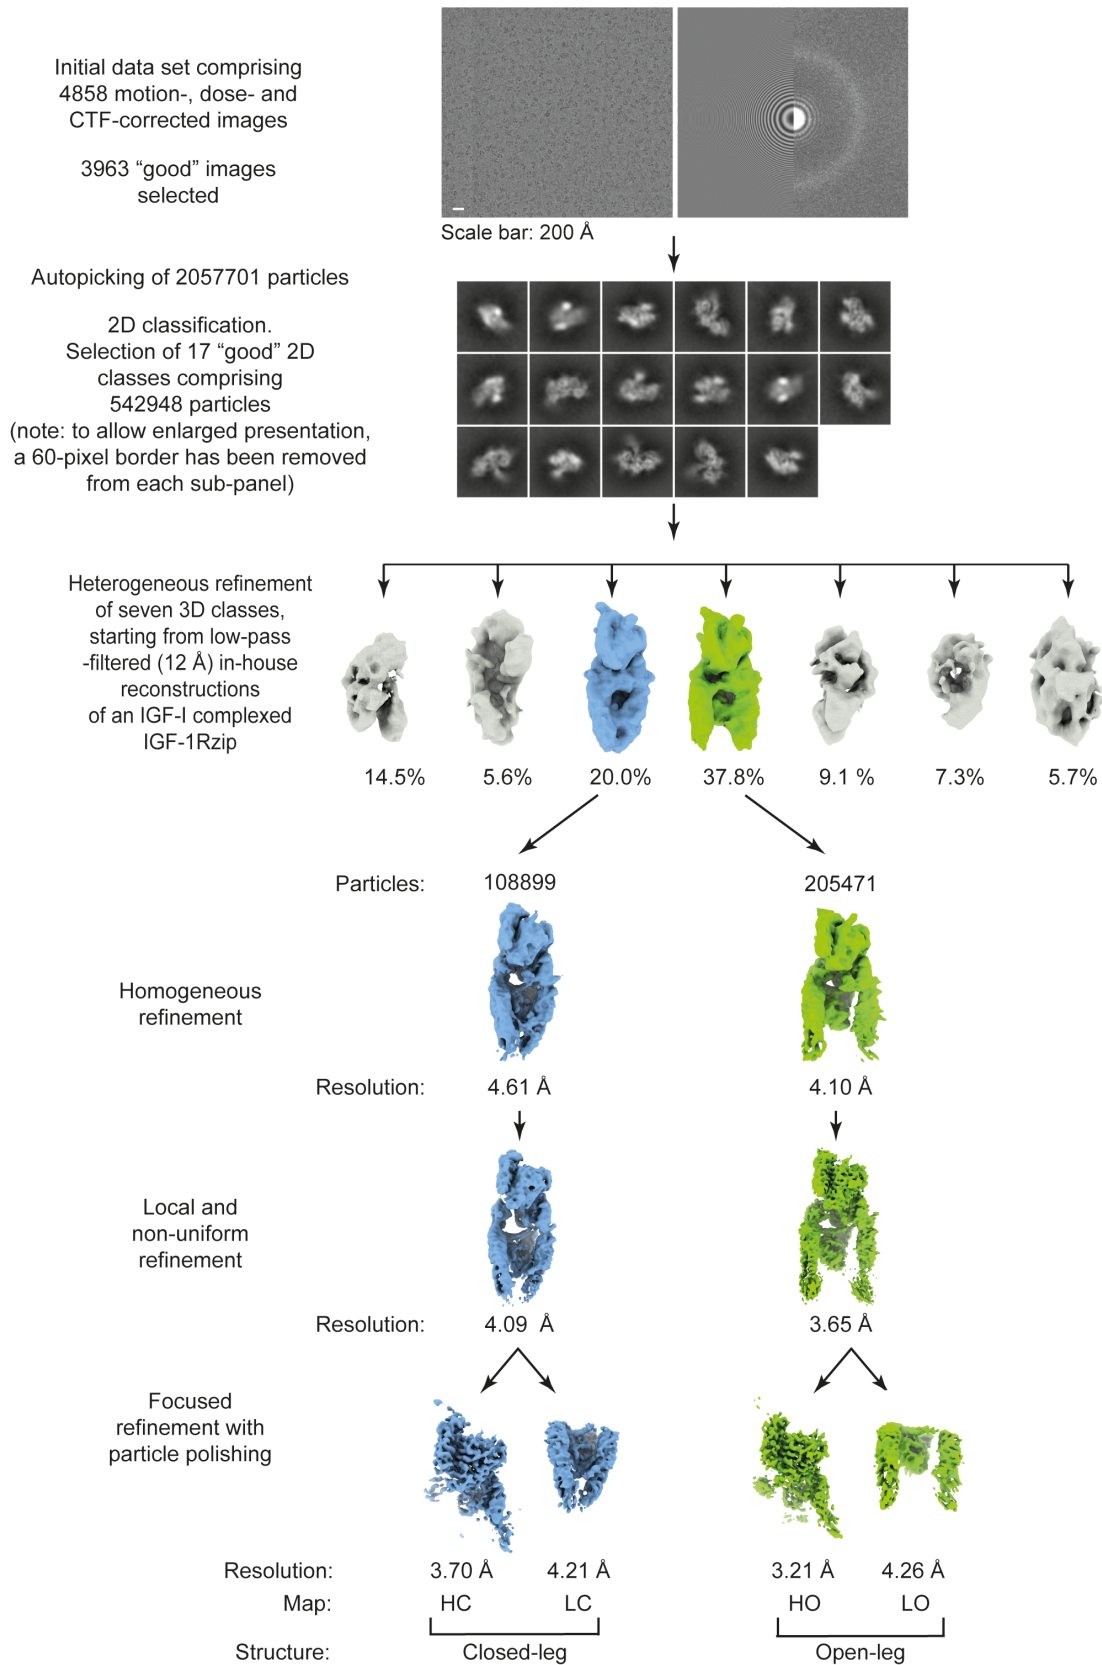 Initial data set comprising
4858 motion-, dose- and
CTF-corrected images
3963 “good” images
selected
Scale bar: 200 Å
Autopicking of 2057701 particles
2D classification.
Selection of 17 “good” 2D
classes comprising
542948 particles
(note: to allow enlarged presentation,
a 60-pixel border has been removed
from each sub-panel)
Heterogeneous refinement
of seven 3D classes,
starting from low-pass
-filtered (12 Å) in-house
reconstructions
of an IGF-I complexed
IGF-1Rzip
14.5% 5.6% 20.0% 37.8% 9.1 % 7.3% 5.7%
Particles: 108899 205471
Homogeneous
refinement
Resolution: 4.61 Å 4.10 Å
Local and
non-uniform
refinement
Resolution: 4.09 Å 3.65 Å
Focused
refinement with
particle polishing
Resolution: 3.70 Å 4.21 Å 3.21 Å 4.26 Å
Map: HC LC HO LO
Structure: Closed-leg Open-leg